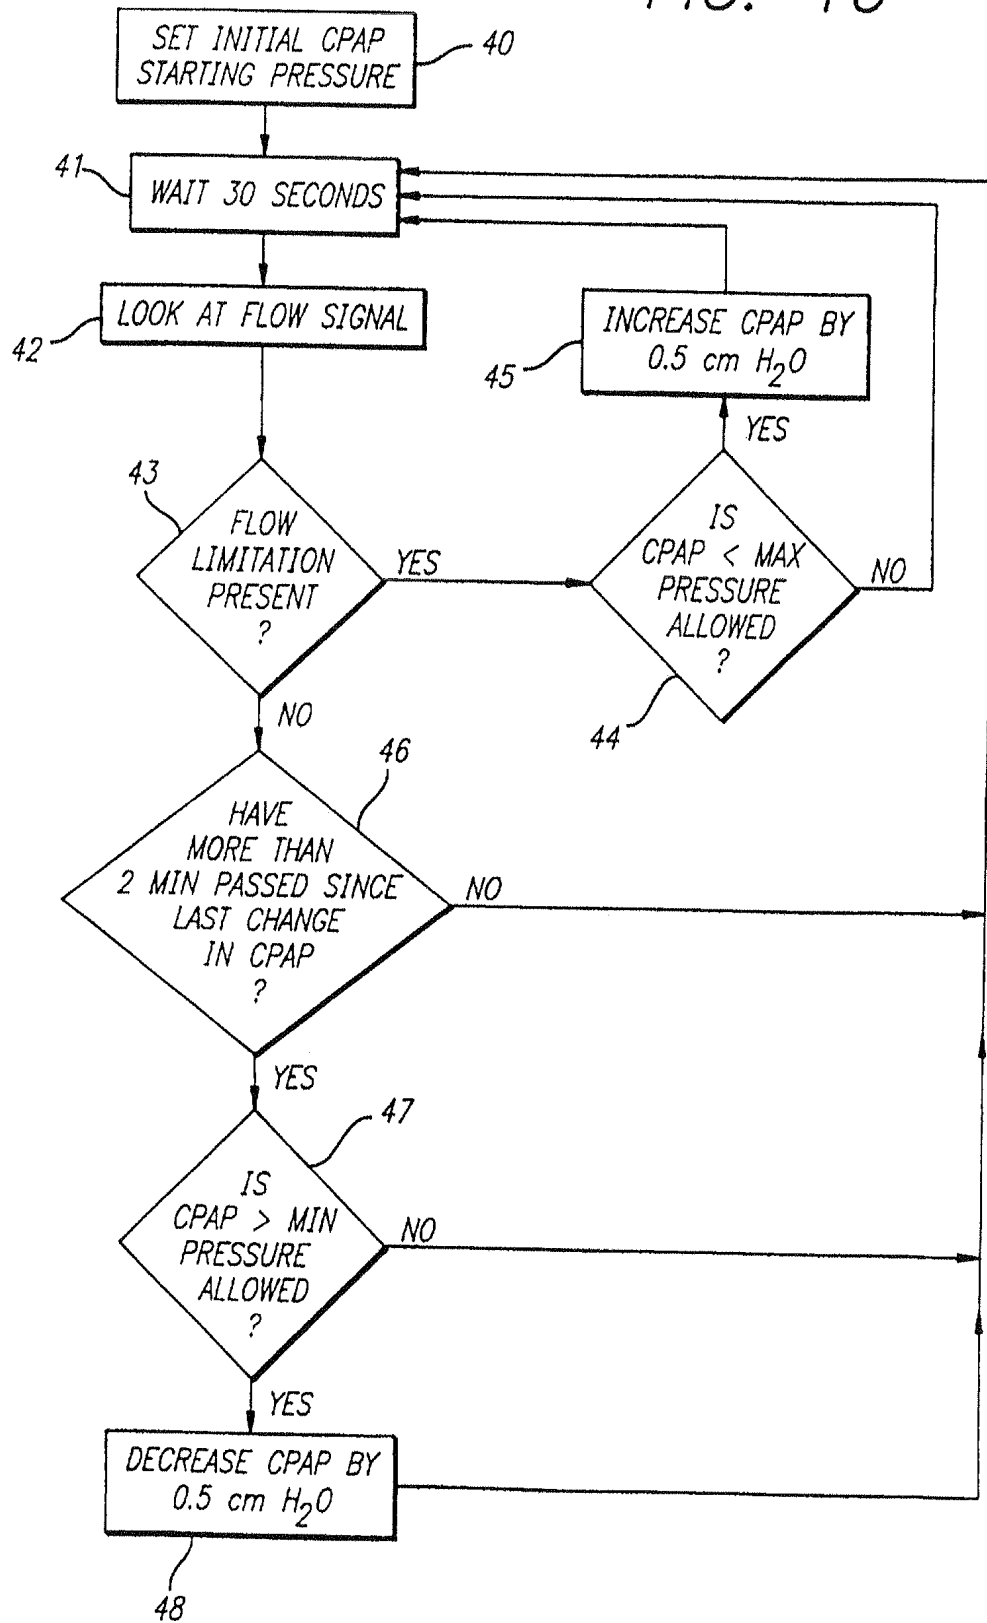 SET INITIAL CPAP
STARTING PRESSURE
40
41
WAIT 30 SECONDS
LOOK AT FLOW SIGNAL
42
INCREASE CPAP BY
0.5 cm H₂O
45
YES
43
FLOW
LIMITATION
PRESENT
?
YES
IS
CPAP < MAX
PRESSURE
ALLOWED
?
NO
44
NO
46
HAVE
MORE THAN
2 MIN PASSED SINCE
LAST CHANGE
IN CPAP
?
NO
YES
47
IS
CPAP > MIN
PRESSURE
ALLOWED
?
NO
YES
DECREASE CPAP BY
0.5 cm H₂O
48